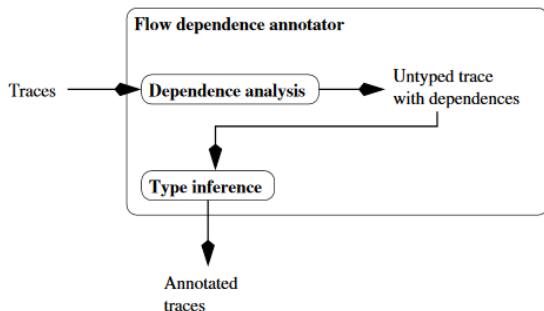 Flow dependence annotator
Traces
Dependence analysis
Untyped trace
with dependences
Type inference
Annotated
traces